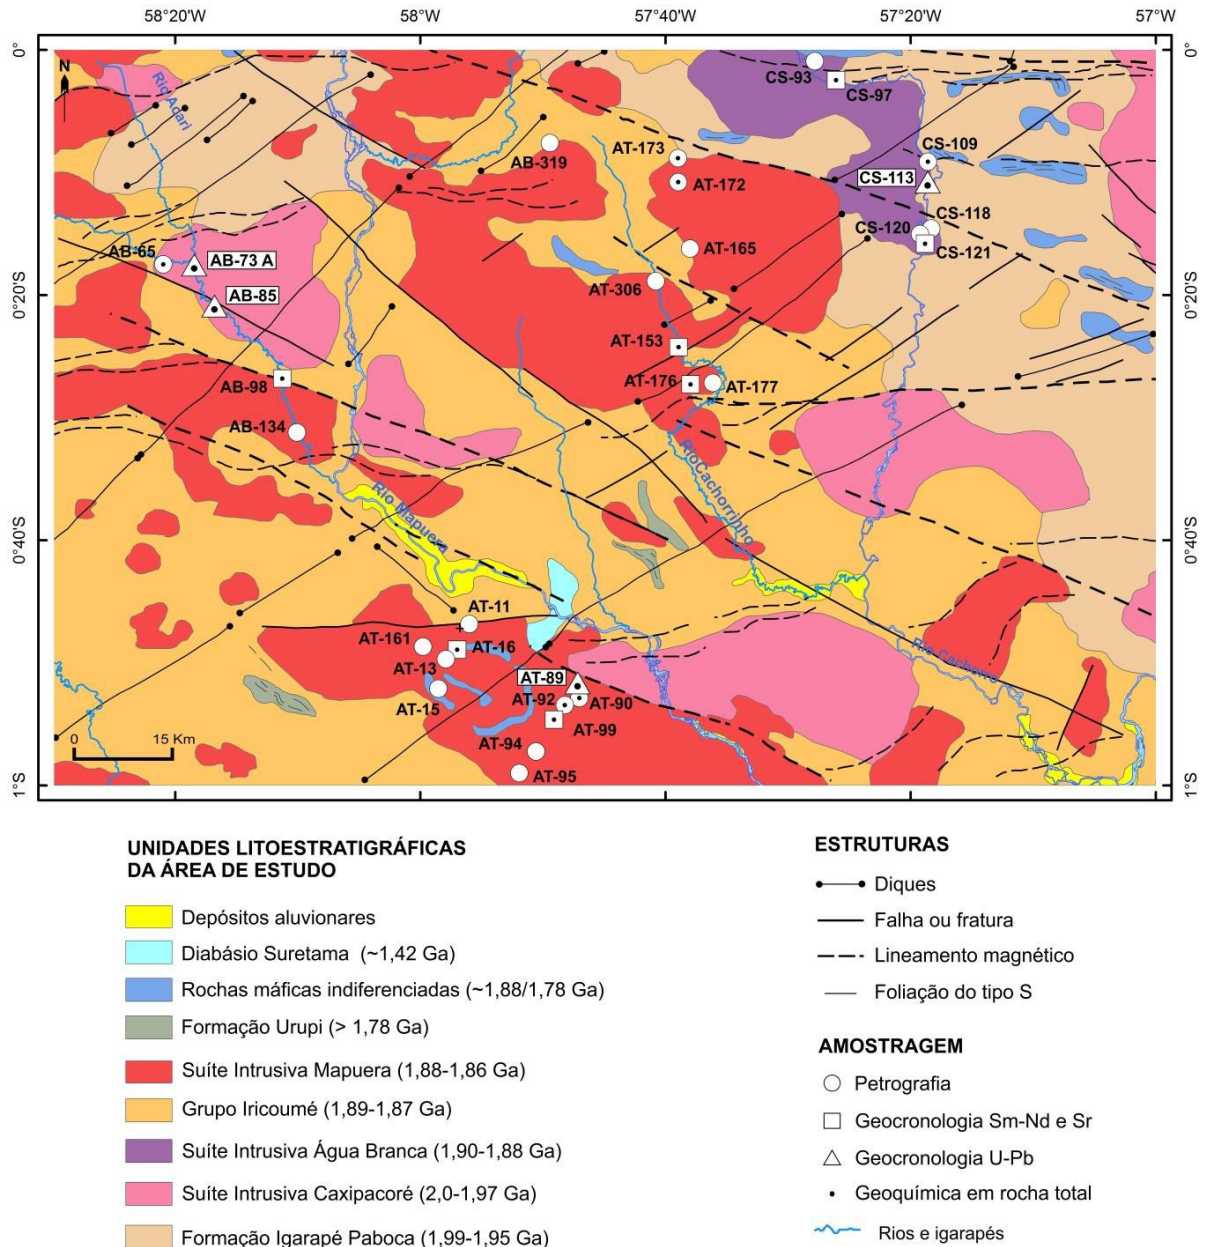 58°20'W
58°W
57°40'W
57°20'W
57°W
0°
0°
N
Rio Adari
CS-93
CS-97
AB-319
AT-173
CS-109
AT-172
CS-113
CS-118
CS-120
CS-121
AB-65
AB-73 A
AT-165
AB-85
AT-306
0°20'S
0°20'S
AT-153
AB-98
AT-176
AT-177
AB-134
RioCachorrinho
Rio Mapuera
0°40'S
0°40'S
AT-11
AT-161
AT-16
AT-13
Rio Cachorro
AT-89
AT-15
AT-92
AT-90
AT-99
AT-94
AT-95
0
15 Km
1°S
1°S
UNIDADES LITOESTRATIGRÁFICAS
DA ÁREA DE ESTUDO
Depósitos aluvionares
Diabásio Suretama (~1,42 Ga)
Rochas máficas indiferenciadas (~1,88/1,78 Ga)
Formação Urupi (> 1,78 Ga)
Suíte Intrusiva Mapuera (1,88-1,86 Ga)
Grupo Iricoumé (1,89-1,87 Ga)
Suíte Intrusiva Água Branca (1,90-1,88 Ga)
Suíte Intrusiva Caxipacoré (2,0-1,97 Ga)
Formação Igarapé Paboca (1,99-1,95 Ga)
ESTRUTURAS
Diques
Falha ou fratura
Lineamento magnético
Foliação do tipo S
AMOSTRAGEM
Petrografia
Geocronologia Sm-Nd e Sr
Geocronologia U-Pb
Geoquímica em rocha total
Rios e igarapés